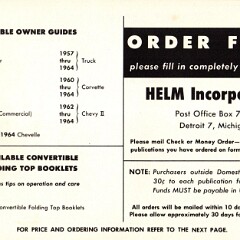 BLE OWNER GUIDES
1957
thru
1964
Truck
1960
thru
1964
Corvette
Commercial)
1962
thru
1964
Chevy II
1964 Chevelle
ILABLE CONVERTIBLE
DING TOP BOOKLETS
s tips on operation and care
Convertible Folding Top Booklets
ORDER F
please fill in completely
HELM Incorpo
Post Office Box 7
Detroit 7, Michig
Please mail Check or Money Order—
publications you have ordered on form
NOTE: Purchasers outside Domest
30¢ to each publication f
Funds MUST be payable in
All orders will be mailed within 10 da
Please allow approximately 30 days fo
FOR PRICE AND ORDERING INFORMATION REFER TO THE NEXT PAGE.